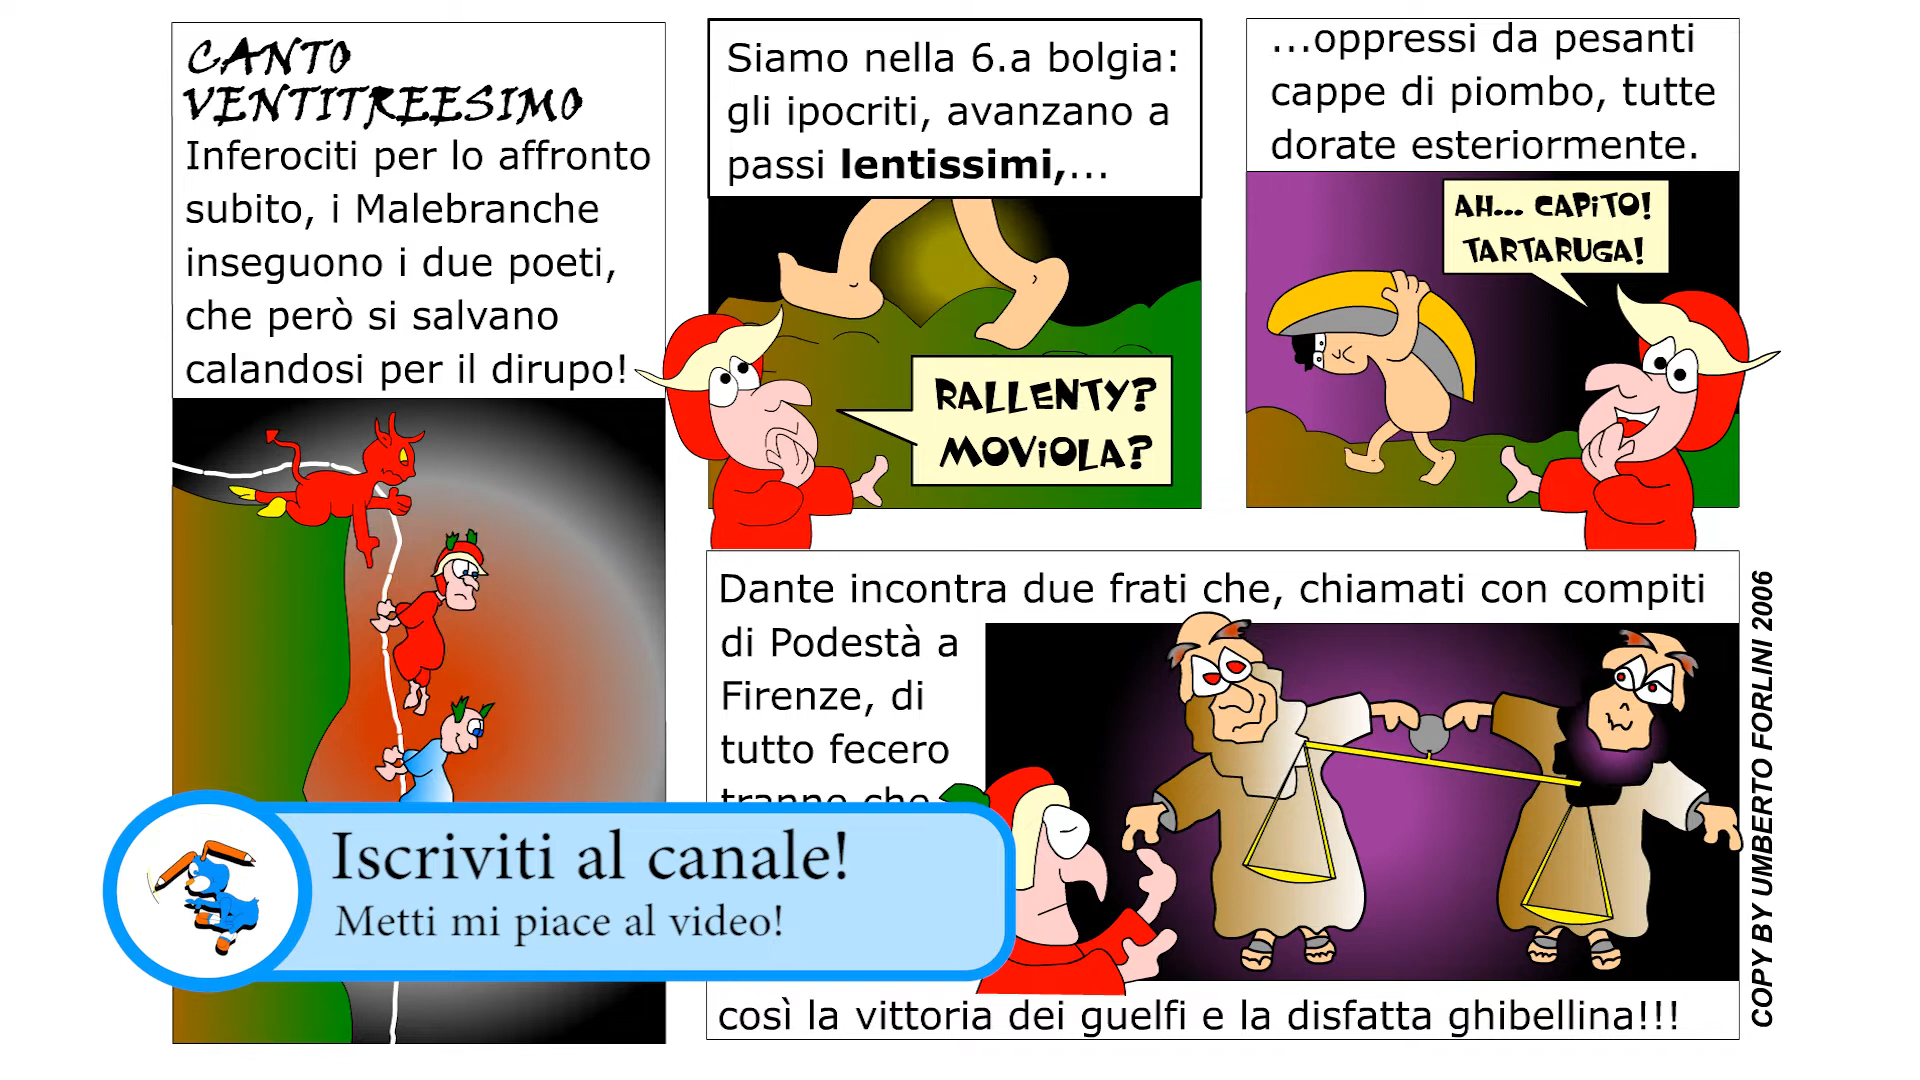 CANTO
VENTITREESIMO
Inferociti per lo affronto
subito, i Malebranche
inseguono i due poeti,
che però si salvano
calandosi per il dirupo!
Siamo nella 6.a bolgia:
gli ipocriti, avanzano a
passi lentissimi,...
RALLENTY?
MOViOLA?
...oppressi da pesanti
cappe di piombo, tutte
dorate esteriormente.
AH... CAPiTO!
TARTARUGA!
Dante incontra due frati che, chiamati con compiti
di Podestà a
Firenze, di
tutto fecero
tranne che
così la vittoria dei guelfi e la disfatta ghibellina!!!
COPY BY UMBERTO FORLINI 2006
Iscriviti al canale!
Metti mi piace al video!